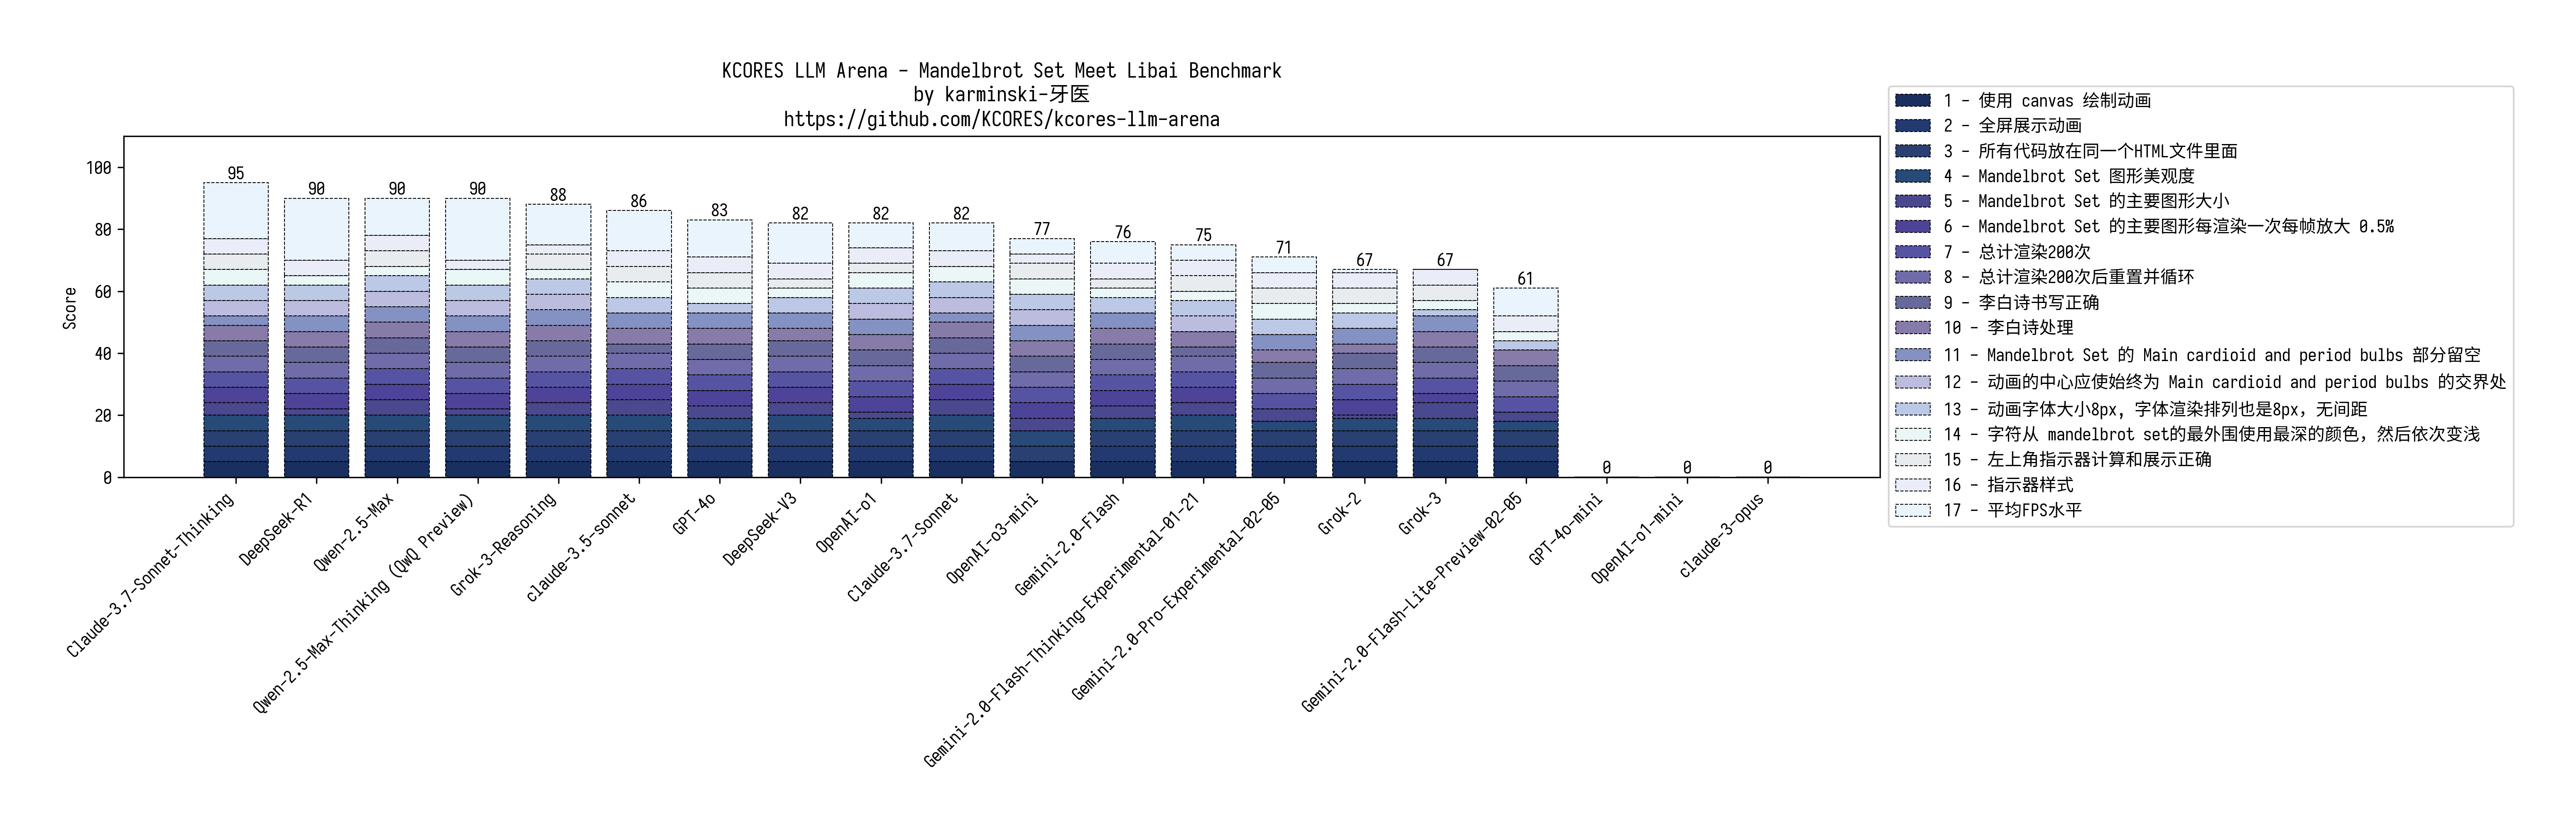 KCORES LLM Arena - Mandelbrot Set Meet Libai Benchmark
by karminski-牙医
https://github.com/KCORES/kcores-llm-arena
Score
100
80
60
40
20
0
95
90
90
90
88
86
83
82
82
82
77
76
75
71
67
67
61
0
0
0
Claude-3.7-Sonnet-Thinking
DeepSeek-R1
Qwen-2.5-Max
Qwen-2.5-Max-Thinking (QwQ Preview)
Grok-3-Reasoning
claude-3.5-sonnet
GPT-4o
DeepSeek-V3
OpenAI-o1
Claude-3.7-Sonnet
OpenAI-o3-mini
Gemini-2.0-Flash
Gemini-2.0-Flash-Thinking-Experimental-01-21
Gemini-2.0-Pro-Experimental-02-05
Grok-2
Grok-3
Gemini-2.0-Flash-Lite-Preview-02-05
GPT-4o-mini
OpenAI-o1-mini
claude-3-opus
1 - 使用 canvas 绘制动画
2 - 全屏展示动画
3 - 所有代码放在同一个HTML文件里面
4 - Mandelbrot Set 图形美观度
5 - Mandelbrot Set 的主要图形大小
6 - Mandelbrot Set 的主要图形每渲染一次每帧放大 0.5%
7 - 总计渲染200次
8 - 总计渲染200次后重置并循环
9 - 李白诗书写正确
10 - 李白诗处理
11 - Mandelbrot Set 的 Main cardioid and period bulbs 部分留空
12 - 动画的中心应使始终为 Main cardioid and period bulbs 的交界处
13 - 动画字体大小8px, 字体渲染排列也是8px, 无间距
14 - 字符从 mandelbrot set的最外围使用最深的颜色, 然后依次变浅
15 - 左上角指示器计算和展示正确
16 - 指示器样式
17 - 平均FPS水平